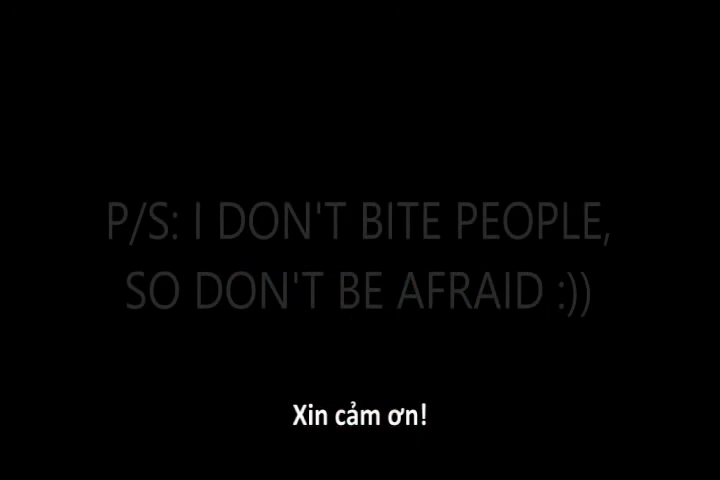 P/S: I DON'T BITE PEOPLE,
SO DON'T BE AFRAID :))
Xin cảm ơn!